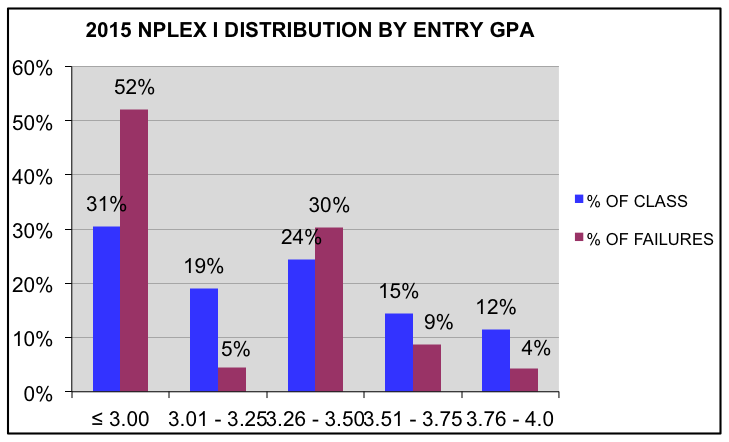 2015 NPLEX I DISTRIBUTION BY ENTRY GPA
60%
50%
40%
30%
20%
10%
0%
31%
52%
19%
5%
24%
30%
15%
9%
12%
4%
≤ 3.00
3.01 - 3.25
3.26 - 3.50
3.51 - 3.75
3.76 - 4.0
% OF CLASS
% OF FAILURES